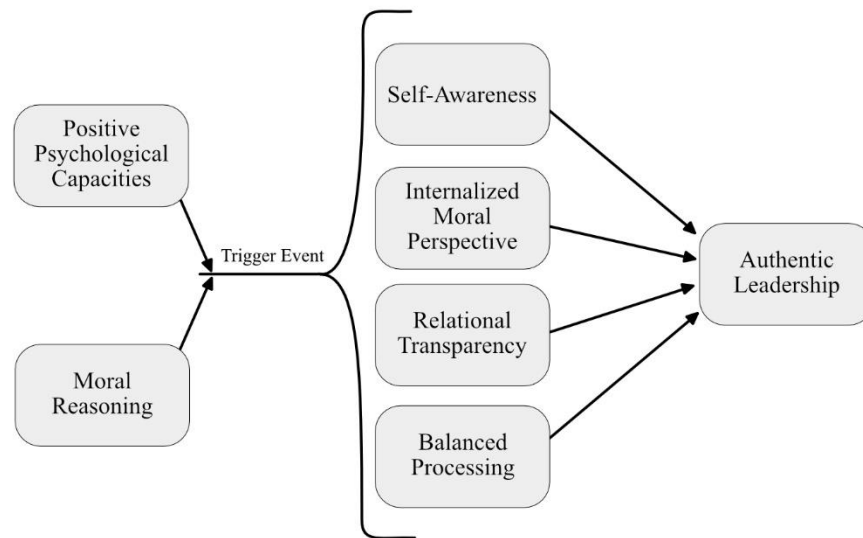 Positive
Psychological
Capacities
Moral
Reasoning
Trigger Event
Self-Awareness
Internalized
Moral
Perspective
Relational
Transparency
Balanced
Processing
Authentic
Leadership